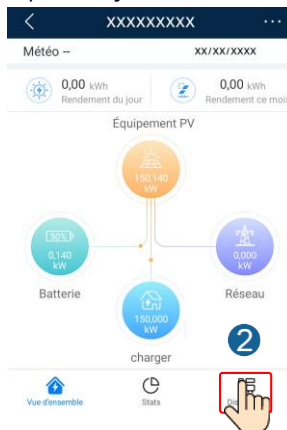 XXXXXXXXX
Météo --
XX/XX/XXXX
0,00 kWh
Rendement du jour
0,00 kWh
Rendement ce moi
Équipement PV
150,140
kW
50%
0,140
kW
0,000
kW
Batterie
Réseau
150,000
kW
charger
2
Vue d'ensemble
Stats